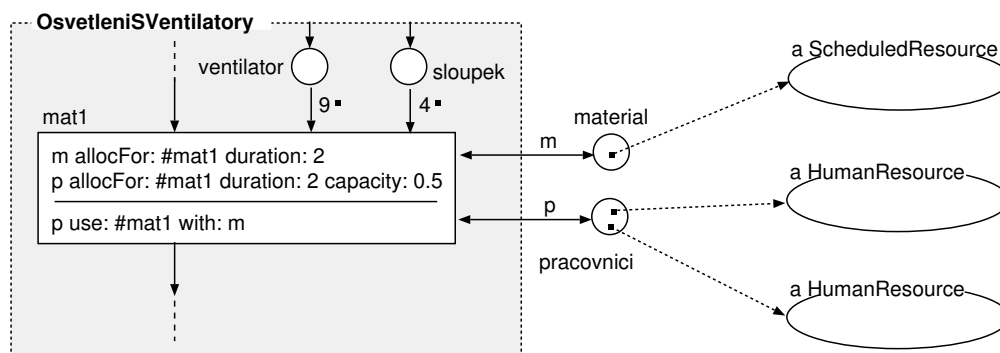 OsvetleniSVentilatory
ventilator
sloupek
9
4
mat1
m allocFor: #mat1 duration: 2
p allocFor: #mat1 duration: 2 capacity: 0.5
p use: #mat1 with: m
m
material
p
pracovnici
a ScheduledResource
a HumanResource
a HumanResource